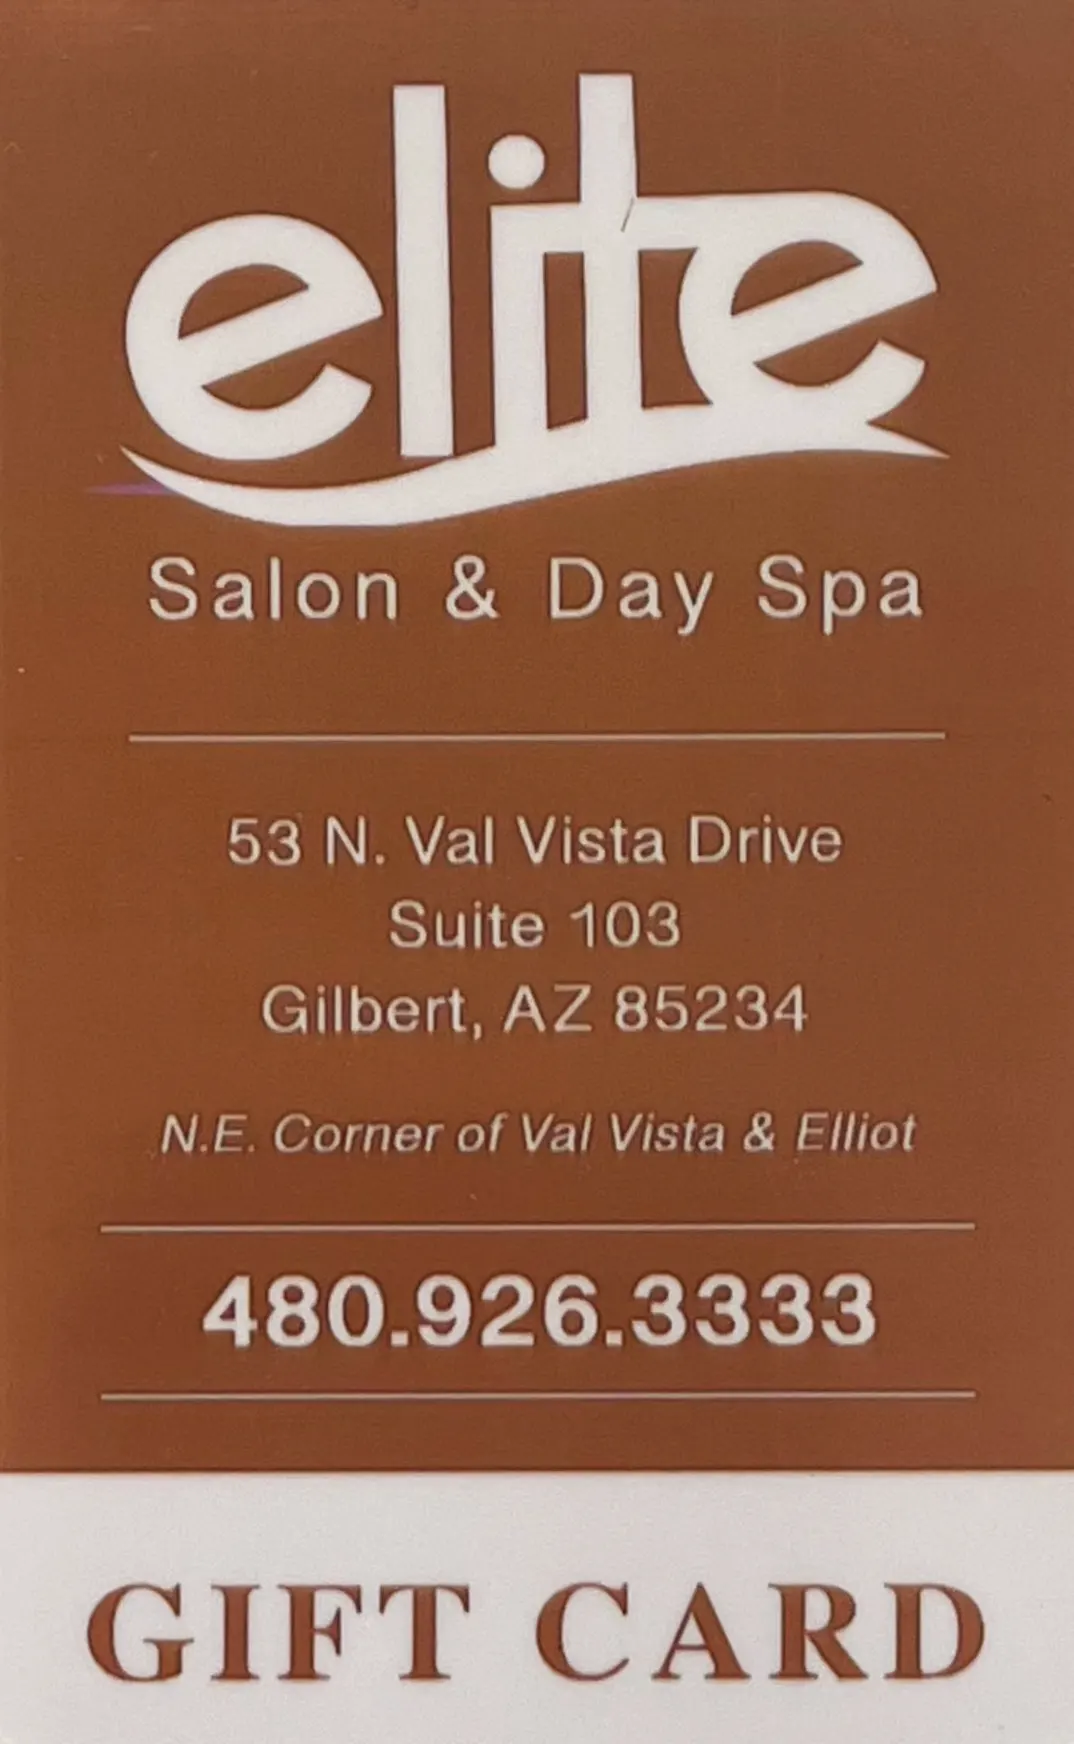 elite
Salon & Day Spa
53 N. Val Vista Drive
Suite 103
Gilbert, AZ 85234
N.E. Corner of Val Vista & Elliot
480.926.3333
GIFT CARD